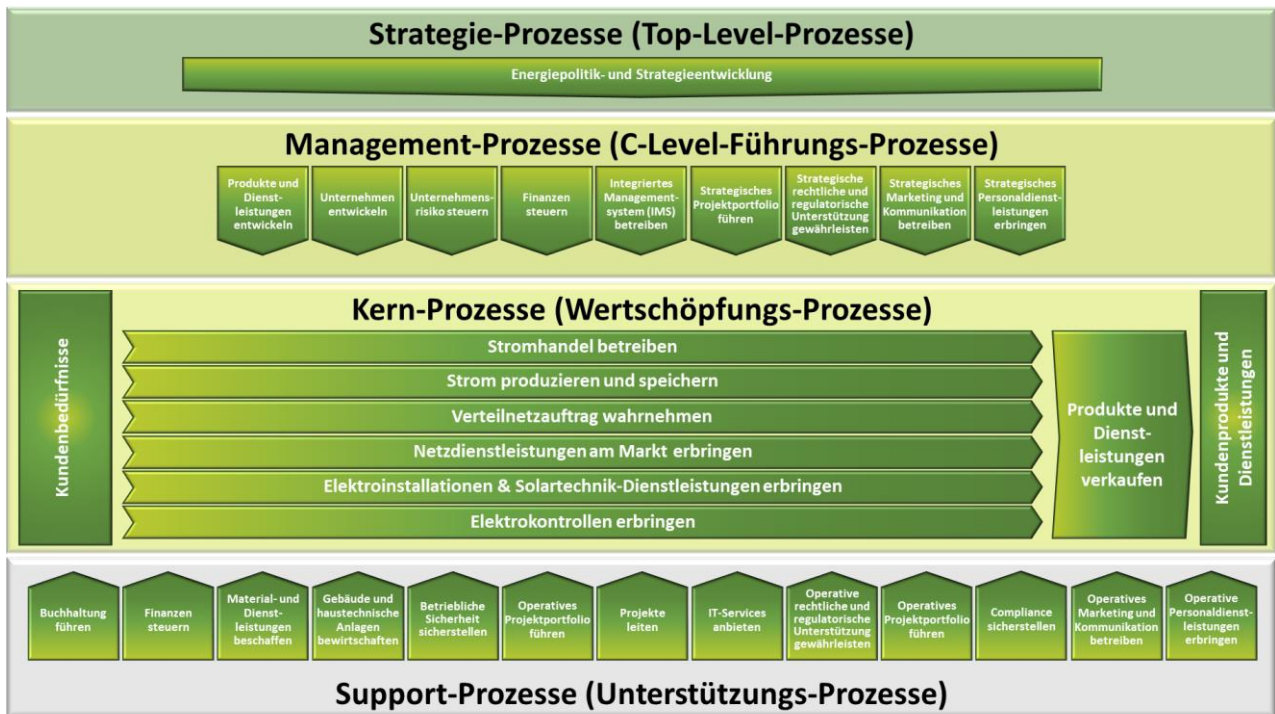 Strategie-Prozesse (Top-Level-Prozesse)
Energiepolitik- und Strategieentwicklung
Management-Prozesse (C-Level-Führungs-Prozesse)
Produkte und
Dienst-
leistungen
entwickeln
Unternehmen
entwickeln
Unternehmens-
risiko steuern
Finanzen
steuern
Integriertes
Management-
system (IMS)
betreiben
Strategisches
Projektportfolio
führen
Strategische
rechtliche und
regulatorische
Unterstützung
gewährleisten
Strategisches
Marketing und
Kommunikation
betreiben
Strategisches
Personaldienst-
leistungen
erbringen
Kern-Prozesse (Wertschöpfungs-Prozesse)
Kundenbedürfnisse
Stromhandel betreiben
Strom produzieren und speichern
Verteilnetzauftrag wahrnehmen
Netzdienstleistungen am Markt erbringen
Elektroinstallationen & Solartechnik-Dienstleistungen erbringen
Elektrokontrollen erbringen
Produkte und
Dienst-
leistungen
verkaufen
Kundenprodukte und
Dienstleistungen
Buchhaltung
führen
Finanzen
steuern
Material- und
Dienst-
leistungen
beschaffen
Gebäude und
haustechnische
Anlagen
bewirtschaften
Betriebliche
Sicherheit
sicherstellen
Operatives
Projektportfolio
führen
Projekte
leiten
IT-Services
anbieten
Operative
rechtliche und
regulatorische
Unterstützung
gewährleisten
Operatives
Projektportfolio
führen
Compliance
sicherstellen
Operatives
Marketing und
Kommunikation
betreiben
Operative
Personaldienst-
leistungen
erbringen
Support-Prozesse (Unterstützungs-Prozesse)